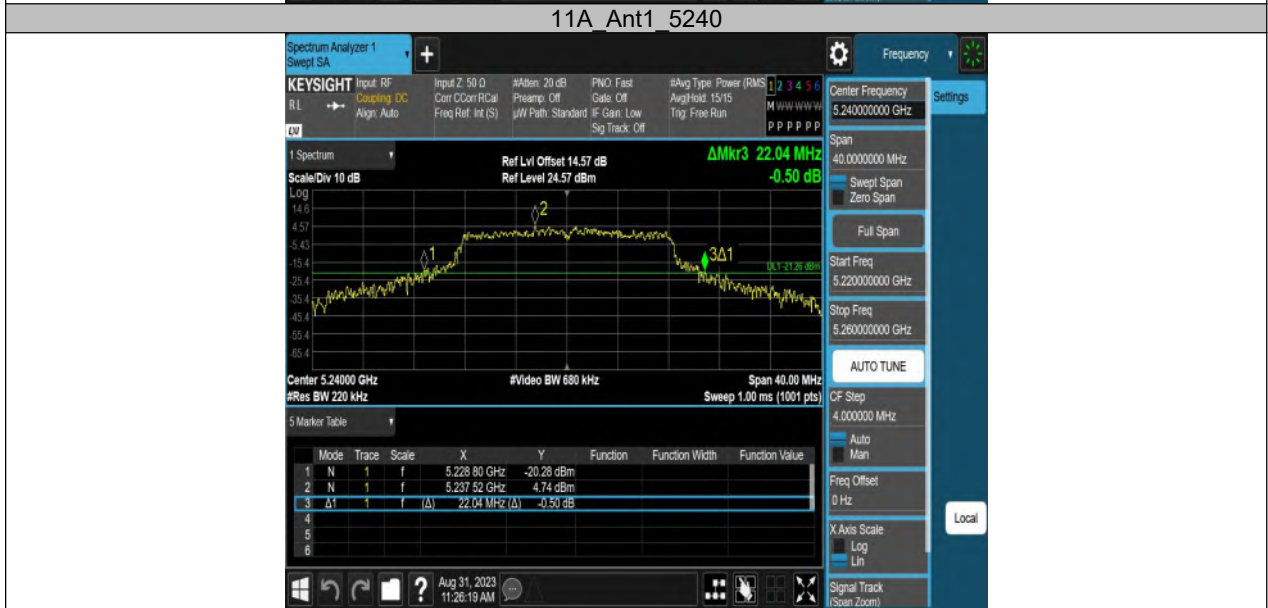 11A_Ant1_5240
Spectrum Analyzer 1
Swept SA
+
Frequency
KEYSIGHT
RL
LXI
Input: RF
Coupling: DC
Align: Auto
Input Z: 50 Ω
Corr CCorr RCal
Freq Ref: Int (S)
#Atten: 20 dB
Preamp: Off
µW Path: Standard
PNO: Fast
Gate: Off
IF Gain: Low
Sig Track: Off
#Avg Type: Power (RMS
Avg|Hold: 15/15
Trig: Free Run
1 2 3 4 5 6
M W W W W W
P P P P P P
1 Spectrum
Scale/Div 10 dB
Ref Lvl Offset 14.57 dB
Ref Level 24.57 dBm
ΔMkr3 22.04 MHz
-0.50 dB
Log
14.6
4.57
-5.43
-15.4
-25.4
-35.4
-45.4
-55.4
-65.4
1
2
3Δ1
DL1 -21.26 dBm
Center 5.24000 GHz
#Video BW 680 kHz
Span 40.00 MHz
#Res BW 220 kHz
Sweep 1.00 ms (1001 pts)
5 Marker Table
Mode Trace Scale X Y Function Function Width Function Value
1 N 1 f 5.228 80 GHz -20.28 dBm
2 N 1 f 5.237 52 GHz 4.74 dBm
3 Δ1 1 f (Δ) 22.04 MHz (Δ) -0.50 dB
4
5
6
Aug 31, 2023
11:26:19 AM
Center Frequency
5.240000000 GHz
Settings
Span
40.0000000 MHz
Swept Span
Zero Span
Full Span
Start Freq
5.220000000 GHz
Stop Freq
5.260000000 GHz
AUTO TUNE
CF Step
4.000000 MHz
Auto
Man
Freq Offset
0 Hz
X Axis Scale
Log
Lin
Local
Signal Track
(Span Zoom)